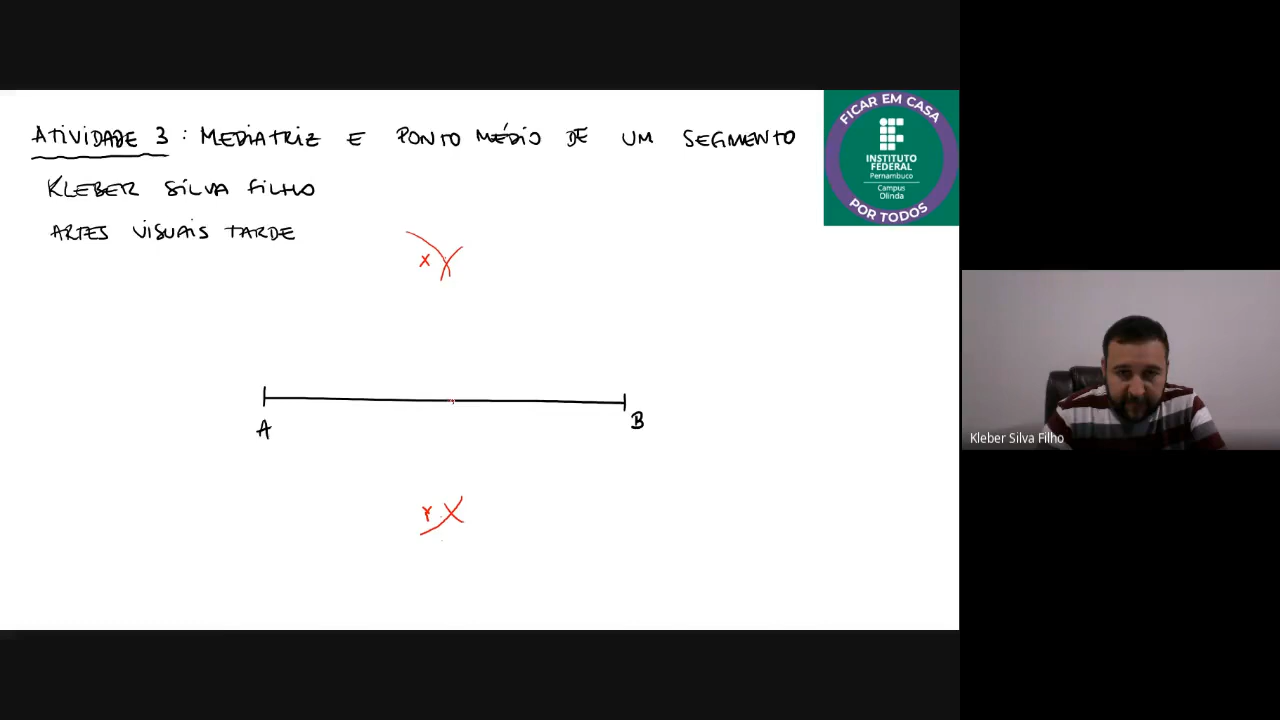 ATIVIDADE 3 : MEDIATRIZ E PONTO MÉDIO DE UM SEGMENTO
KLEBER SILVA FILHO
ARTES VISUAIS TARDE
FICAR EM CASA
INSTITUTO
FEDERAL
Pernambuco
Campus
Olinda
POR TODOS
X
A
B
Y
Kleber Silva Filho